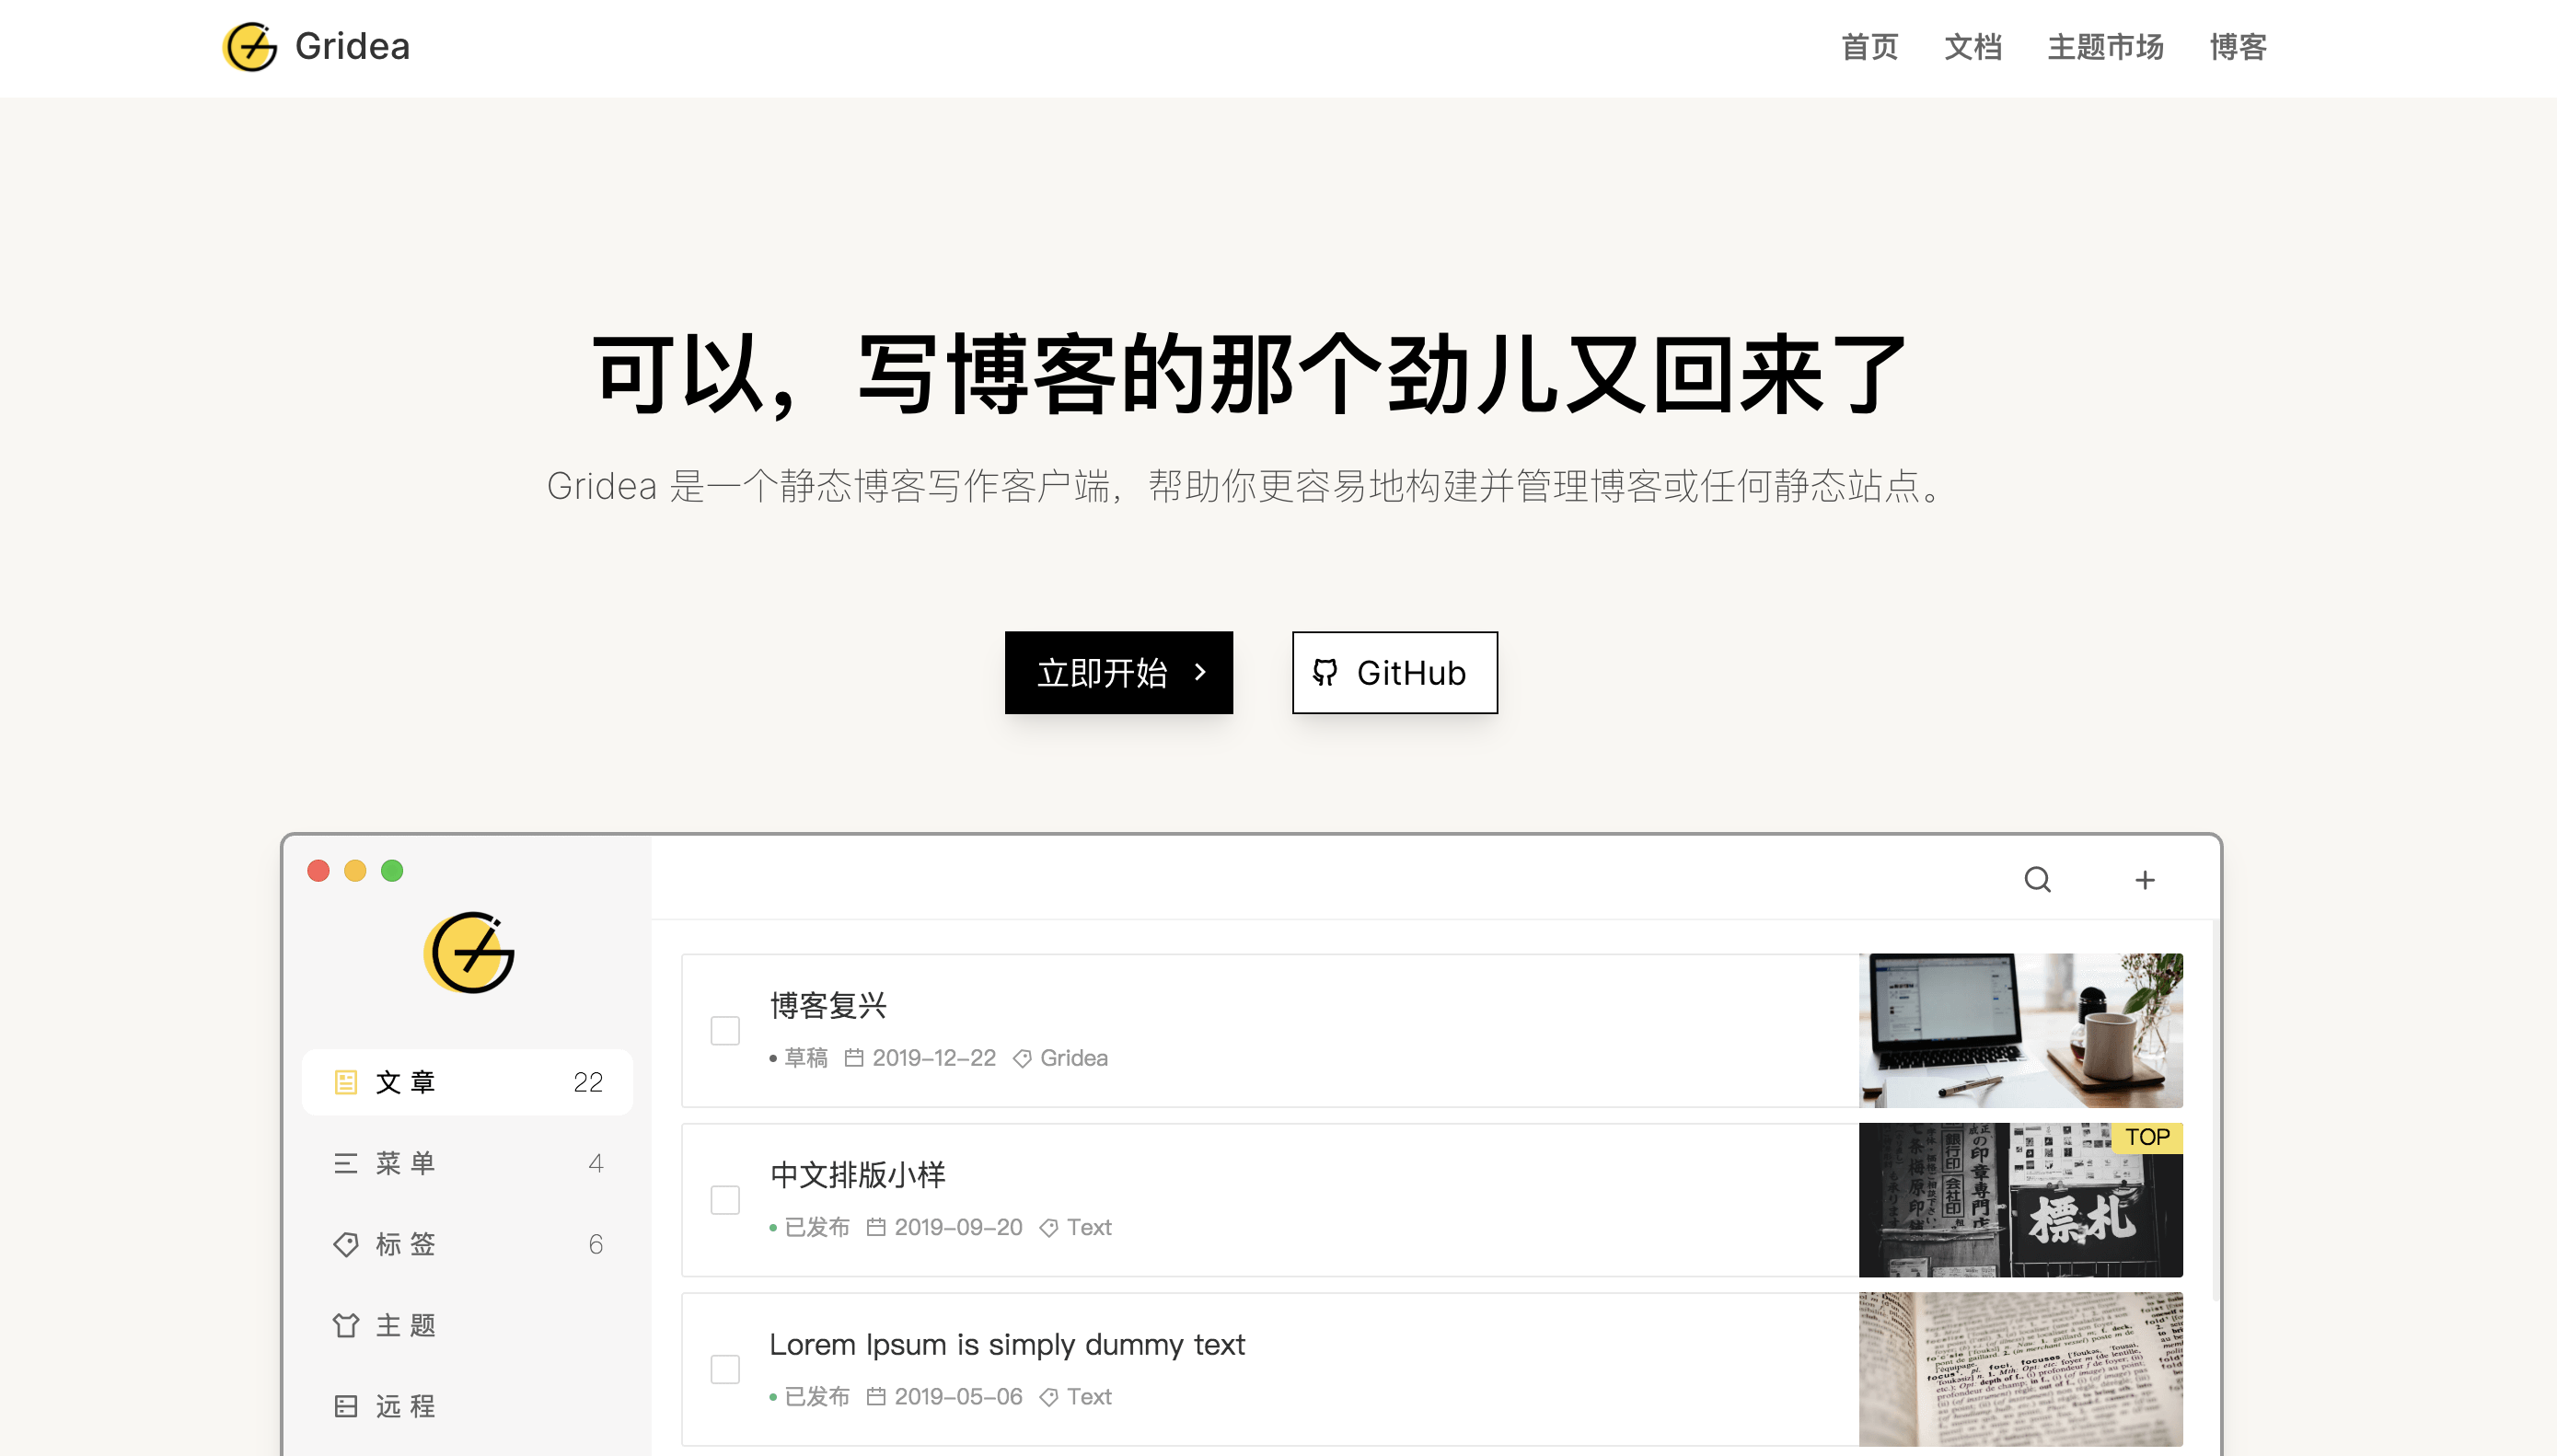 Gridea
首页 文档 主题市场 博客
可以，写博客的那个劲儿又回来了
Gridea 是一个静态博客写作客户端，帮助你更容易地构建并管理博客或任何静态站点。
立即开始
GitHub
文章 22
菜单 4
标签 6
主题
远程
博客复兴
草稿 2019-12-22 Gridea
中文排版小样
已发布 2019-09-20 Text
TOP
標札
Lorem Ipsum is simply dummy text
已发布 2019-05-06 Text